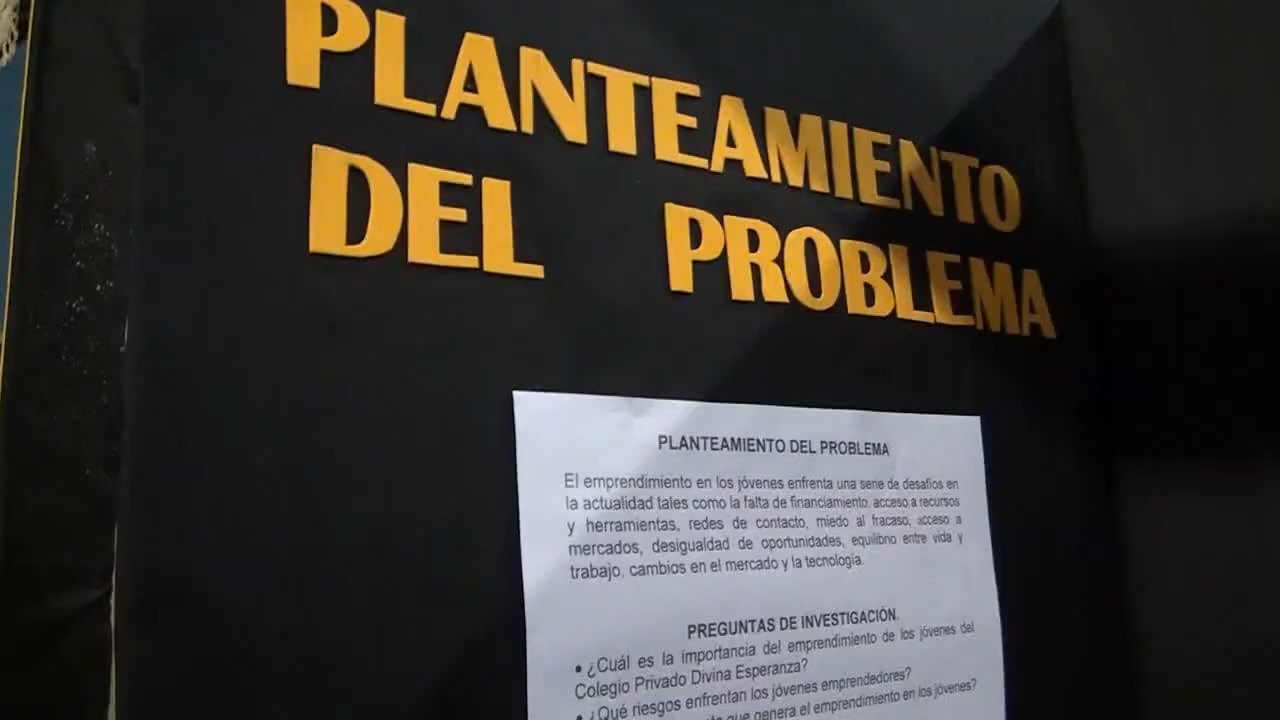 PLANTEAMIENTO
DEL PROBLEMA
PLANTEAMIENTO DEL PROBLEMA
El emprendimiento en los jóvenes enfrenta una serie de desafíos en
la actualidad tales como la falta de financiamiento, acceso a recursos
y herramientas, redes de contacto, miedo al fracaso, acceso a
mercados, desigualdad de oportunidades, equilibrio entre vida y
trabajo, cambios en el mercado y la tecnología.
PREGUNTAS DE INVESTIGACIÓN.
• ¿Cuál es la importancia del emprendimiento de los jóvenes del
Colegio Privado Divina Esperanza?
• ¿Qué riesgos enfrentan los jóvenes emprendedores?
que genera el emprendimiento en los jóvenes?